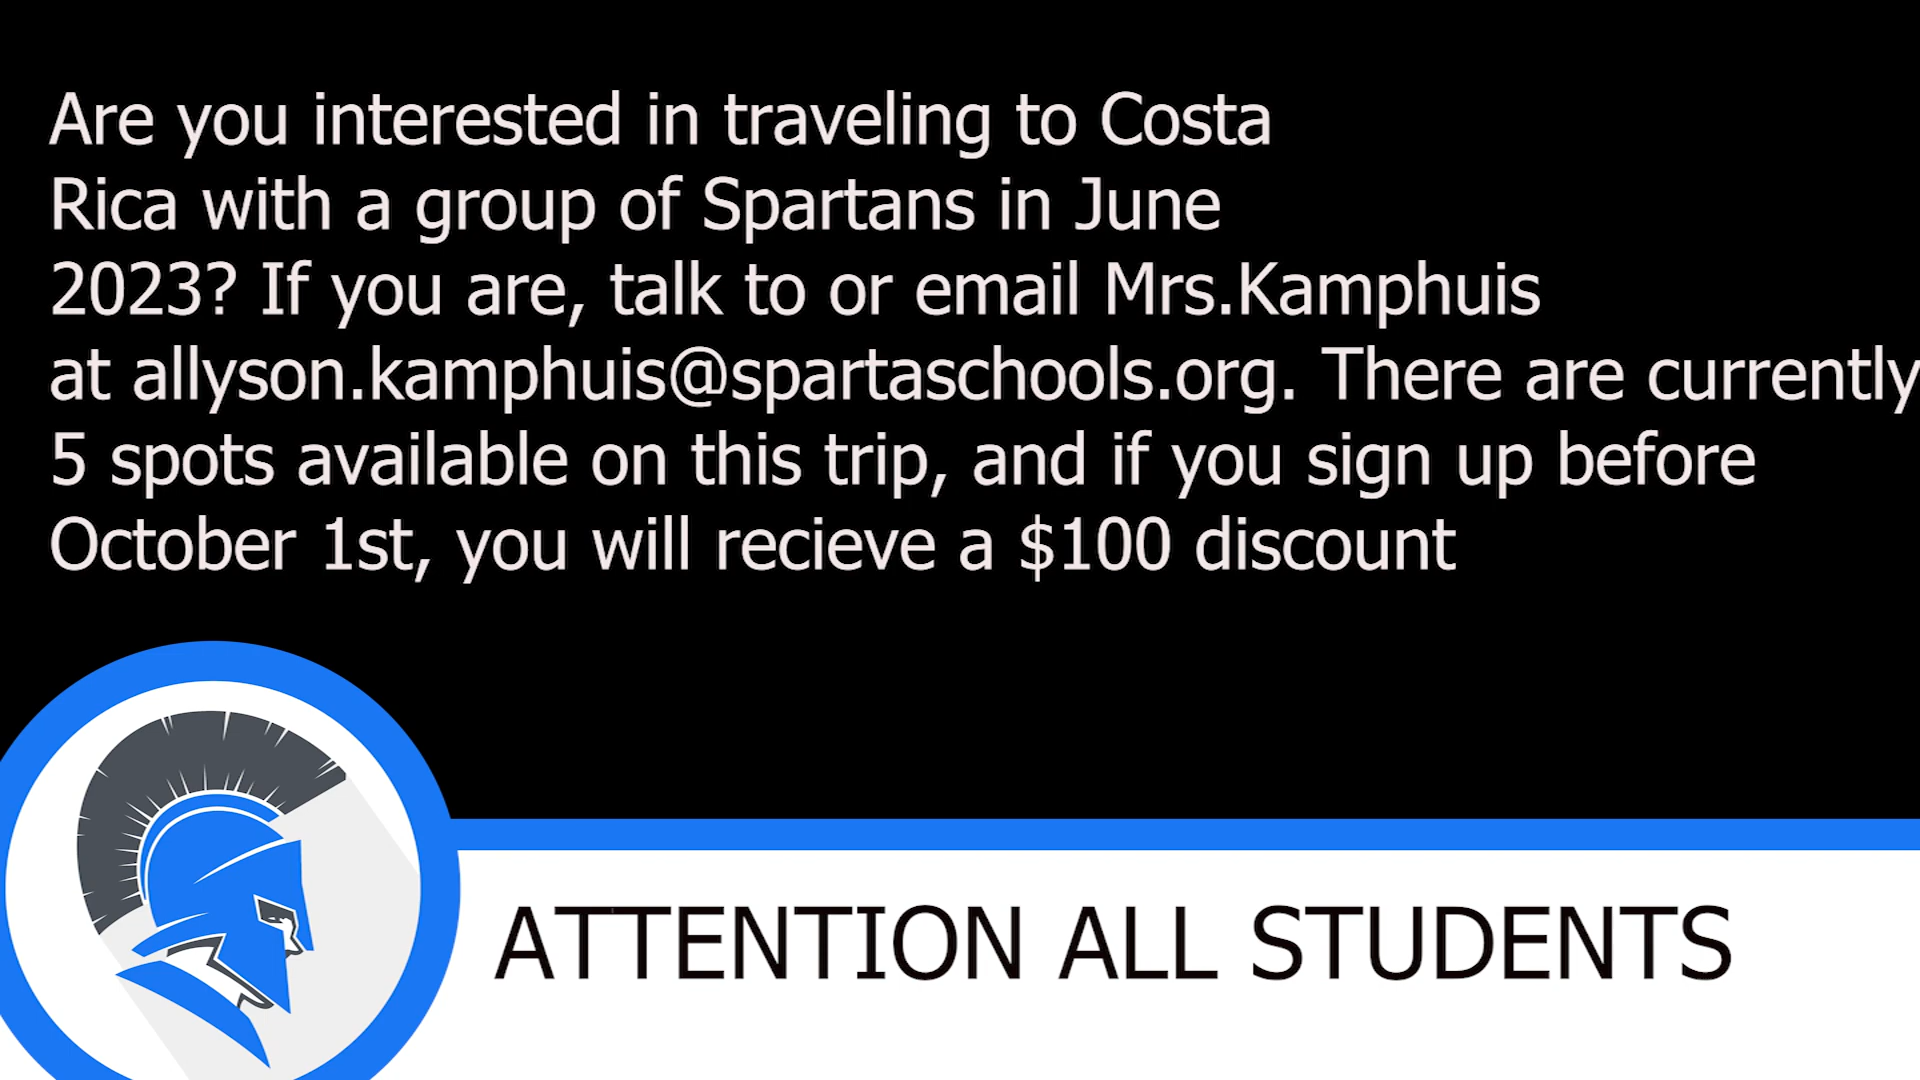 Are you interested in traveling to Costa
Rica with a group of Spartans in June
2023? If you are, talk to or email Mrs.Kamphuis
at allyson.kamphuis@spartaschools.org. There are currently
5 spots available on this trip, and if you sign up before
October 1st, you will recieve a $100 discount
ATTENTION ALL STUDENTS